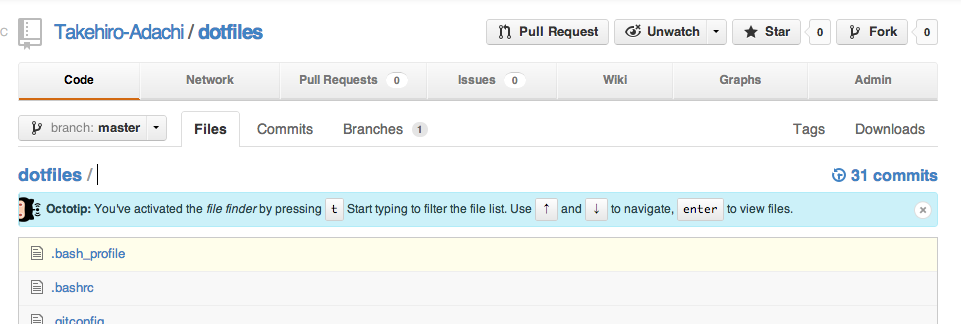 Takehiro-Adachi / dotfiles Pull Request Unwatch Star 0 Fork 0
Code Network Pull Requests 0 Issues 0 Wiki Graphs Admin
branch: master Files Commits Branches 1 Tags Downloads
dotfiles / 31 commits
Octotip: You've activated the file finder by pressing t Start typing to filter the file list. Use ↑ and ↓ to navigate, enter to view files. ×
.bash_profile
.bashrc
.gitconfig